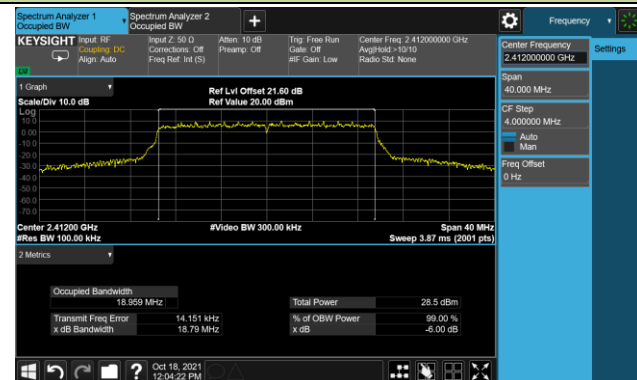 Spectrum Analyzer 1
Occupied BW
Spectrum Analyzer 2
Occupied BW
+
Frequency
KEYSIGHT
Input: RF
Coupling: DC
Align: Auto
Input Z: 50 Ω
Corrections: Off
Freq Ref: Int (S)
Atten: 10 dB
Preamp: Off
Trig: Free Run
Gate: Off
#IF Gain: Low
Center Freq: 2.412000000 GHz
Avg|Hold:>10/10
Radio Std: None
LVI
Center Frequency
2.412000000 GHz
Settings
Span
40.000 MHz
CF Step
4.000000 MHz
Auto
Man
Freq Offset
0 Hz
1 Graph
Scale/Div 10.0 dB
Ref Lvl Offset 21.60 dB
Ref Value 20.00 dBm
Log
10.0
0.00
-10.0
-20.0
-30.0
-40.0
-50.0
-60.0
-70.0
Center 2.41200 GHz
#Res BW 100.00 kHz
#Video BW 300.00 kHz
Span 40 MHz
Sweep 3.87 ms (2001 pts)
2 Metrics
Occupied Bandwidth
18.959 MHz
Total Power 28.5 dBm
Transmit Freq Error 14.151 kHz
% of OBW Power 99.00 %
x dB Bandwidth 18.79 MHz
x dB -6.00 dB
?
Oct 18, 2021
12:04:22 PM